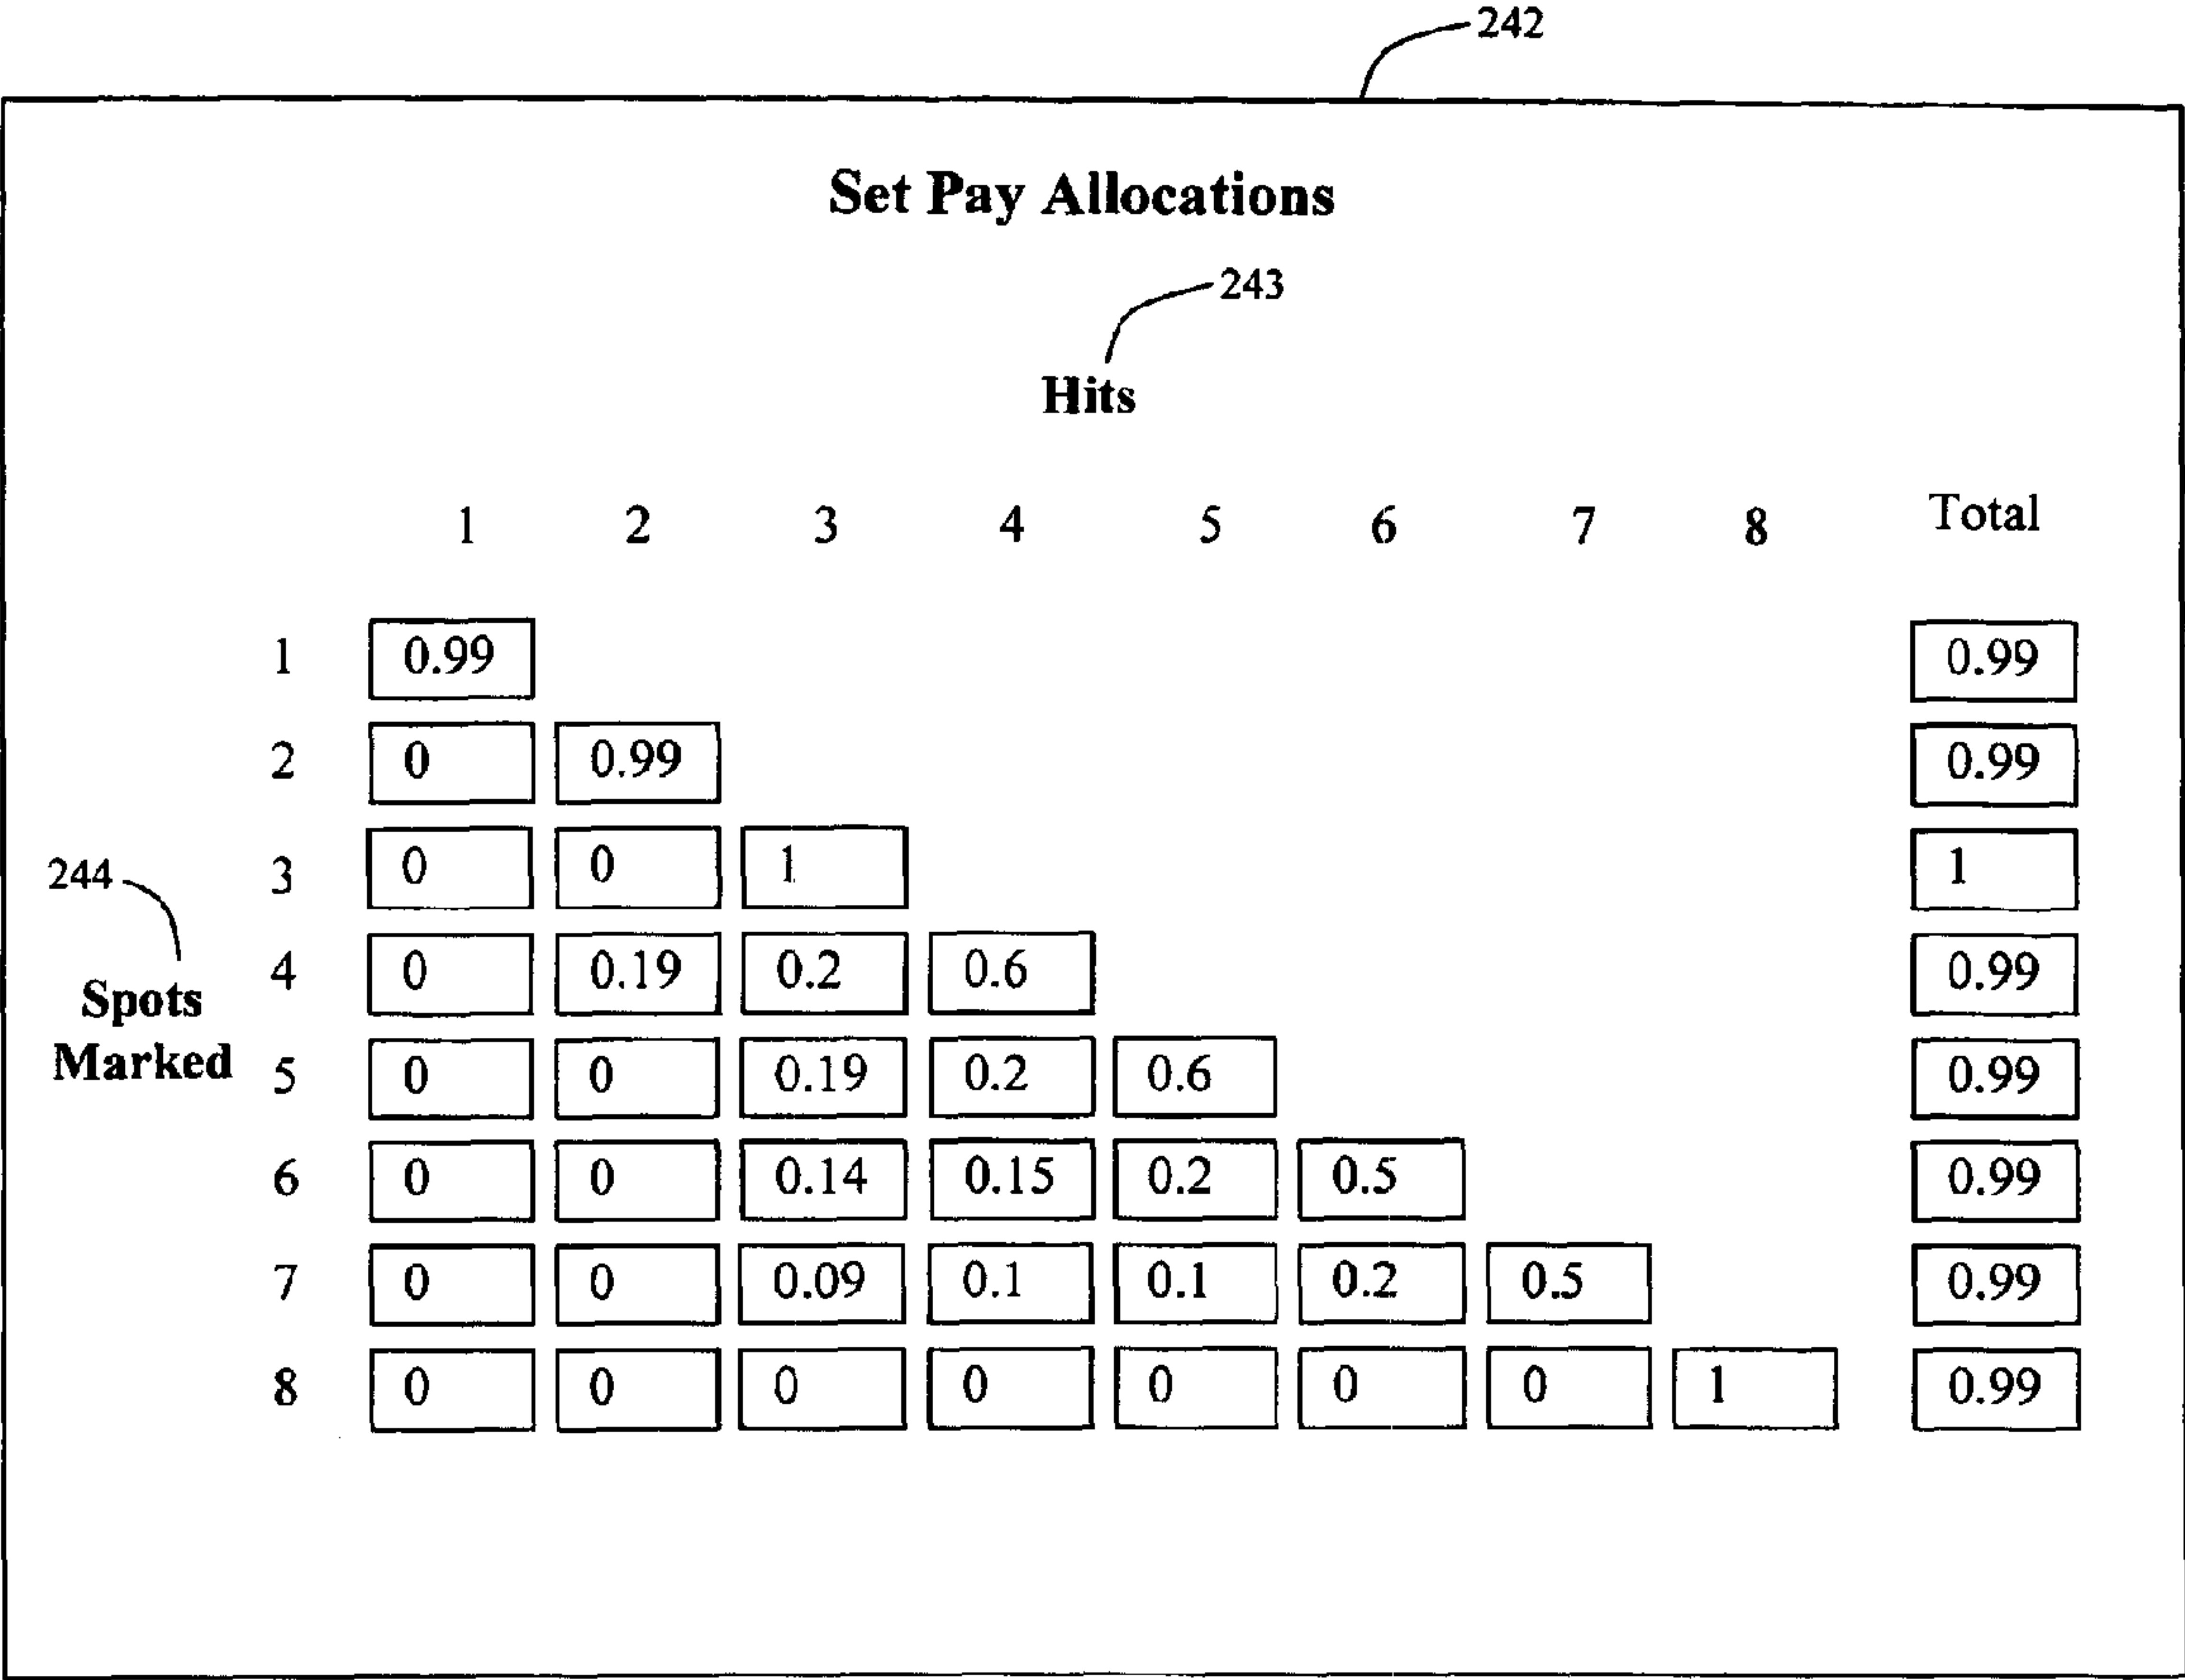 242
Set Pay Allocations
243
Hits
1 2 3 4 5 6 7 8 Total
1 0.99 0.99
2 0 0.99 0.99
3 0 0 1 1
244
4 0 0.19 0.2 0.6 0.99
Spots
Marked
5 0 0 0.19 0.2 0.6 0.99
6 0 0 0.14 0.15 0.2 0.5 0.99
7 0 0 0.09 0.1 0.1 0.2 0.5 0.99
8 0 0 0 0 0 0 0 1 0.99